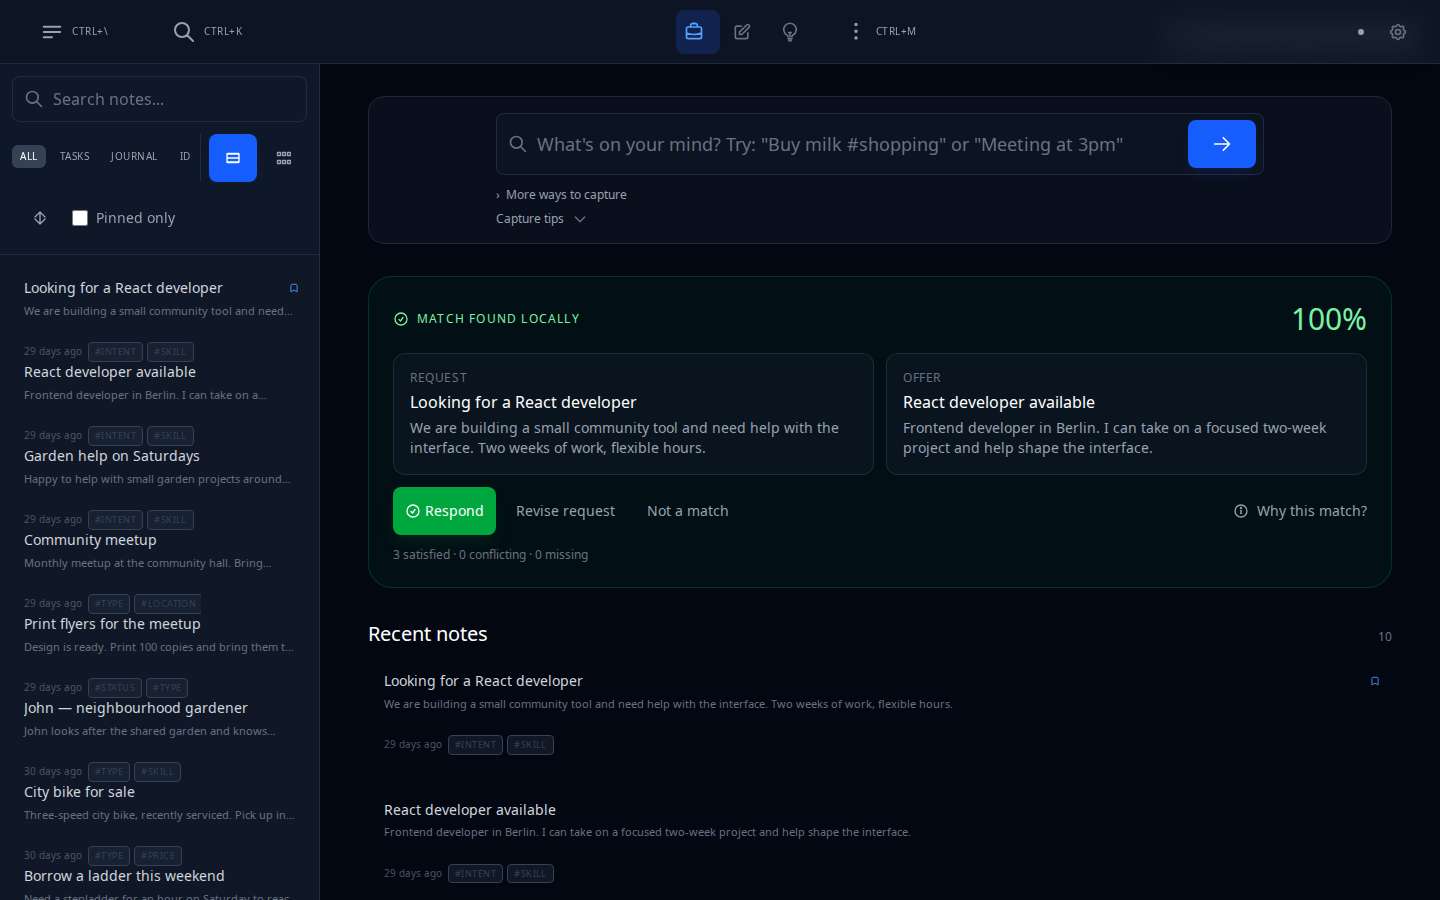 CTRL+\
CTRL+K
CTRL+M
Search notes...
ALL TASKS JOURNAL ID
Pinned only
Looking for a React developer
We are building a small community tool and need...
29 days ago #INTENT #SKILL
React developer available
Frontend developer in Berlin. I can take on a...
29 days ago #INTENT #SKILL
Garden help on Saturdays
Happy to help with small garden projects around...
29 days ago #INTENT #SKILL
Community meetup
Monthly meetup at the community hall. Bring...
29 days ago #TYPE #LOCATION
Print flyers for the meetup
Design is ready. Print 100 copies and bring them t...
29 days ago #STATUS #TYPE
John — neighbourhood gardener
John looks after the shared garden and knows...
30 days ago #TYPE #SKILL
City bike for sale
Three-speed city bike, recently serviced. Pick up in...
30 days ago #TYPE #PRICE
Borrow a ladder this weekend
Need a stepladder for an hour on Saturday to reac...
What's on your mind? Try: "Buy milk #shopping" or "Meeting at 3pm"
› More ways to capture
Capture tips
MATCH FOUND LOCALLY
100%
REQUEST
Looking for a React developer
We are building a small community tool and need help with the
interface. Two weeks of work, flexible hours.
OFFER
React developer available
Frontend developer in Berlin. I can take on a focused two-week
project and help shape the interface.
Respond
Revise request
Not a match
Why this match?
3 satisfied · 0 conflicting · 0 missing
Recent notes
10
Looking for a React developer
We are building a small community tool and need help with the interface. Two weeks of work, flexible hours.
29 days ago #INTENT #SKILL
React developer available
Frontend developer in Berlin. I can take on a focused two-week project and help shape the interface.
29 days ago #INTENT #SKILL